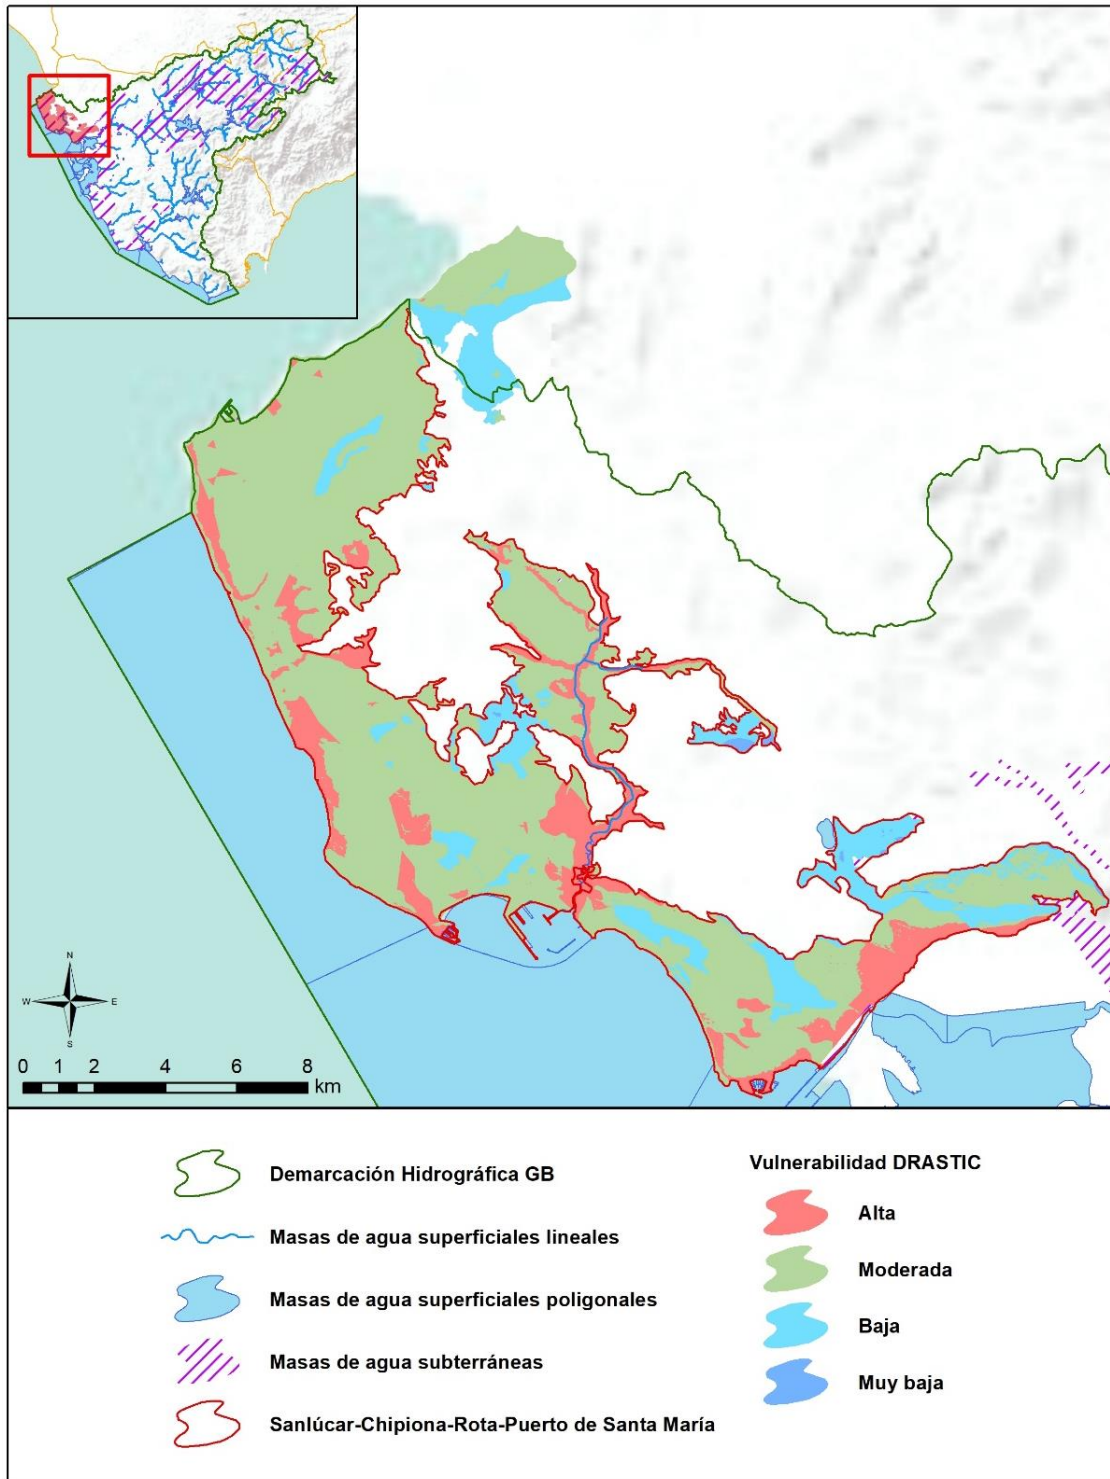 N
W E
S
0 1 2 4 6 8
km
Demarcación Hidrográfica GB
Masas de agua superficiales lineales
Masas de agua superficiales poligonales
Masas de agua subterráneas
Sanlúcar-Chipiona-Rota-Puerto de Santa María
Vulnerabilidad DRASTIC
Alta
Moderada
Baja
Muy baja